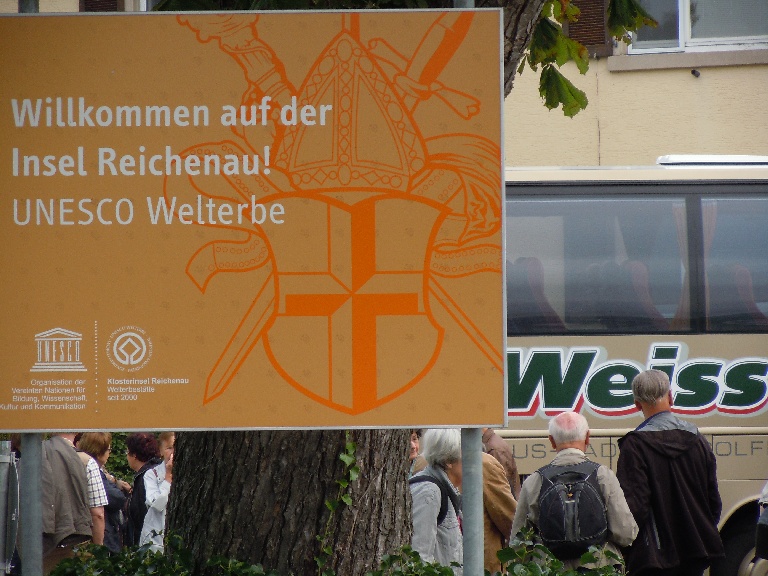 Willkommen auf der
Insel Reichenau!
UNESCO Welterbe
UNESCO
Organisation der
Vereinten Nationen für
Bildung, Wissenschaft,
Kultur und Kommunikation
Klosterinsel Reichenau
Welterbestätte
seit 2000
Weiss